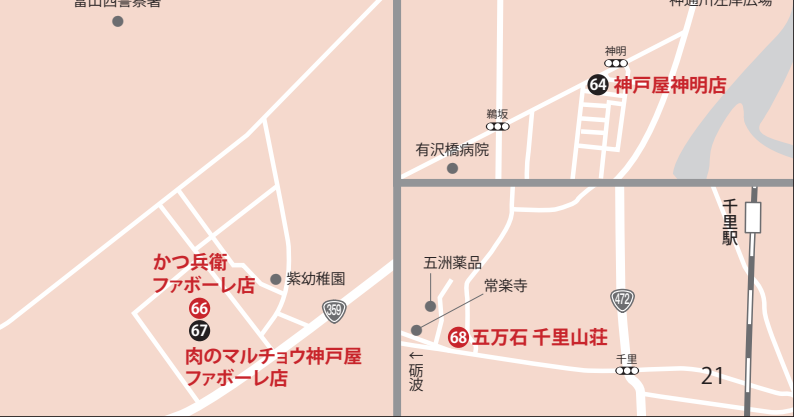 富山西警察署
かつ兵衛
ファボーレ店
66
67
紫幼稚園
359
肉のマルチョウ神戸屋
ファボーレ店
神通川左岸広場
神明
64 神戸屋神明店
鵜坂
有沢橋病院
千里駅
五洲薬品
常楽寺
472
68 五万石 千里山荘
←砺波
千里
21